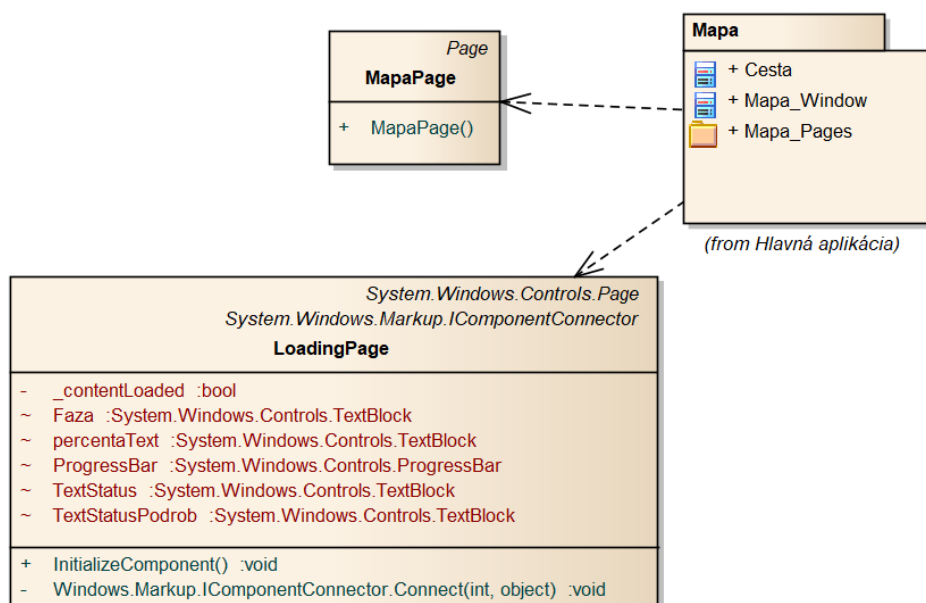 Page
MapaPage
+ MapaPage()
Mapa
+ Cesta
+ Mapa_Window
+ Mapa_Pages
(from Hlavná aplikácia)
System.Windows.Controls.Page
System.Windows.Markup.IComponentConnector
LoadingPage
- _contentLoaded :bool
~ Faza :System.Windows.Controls.TextBlock
~ percentaText :System.Windows.Controls.TextBlock
~ ProgressBar :System.Windows.Controls.ProgressBar
~ TextStatus :System.Windows.Controls.TextBlock
~ TextStatusPodrob :System.Windows.Controls.TextBlock
+ InitializeComponent() :void
- Windows.Markup.IComponentConnector.Connect(int, object) :void